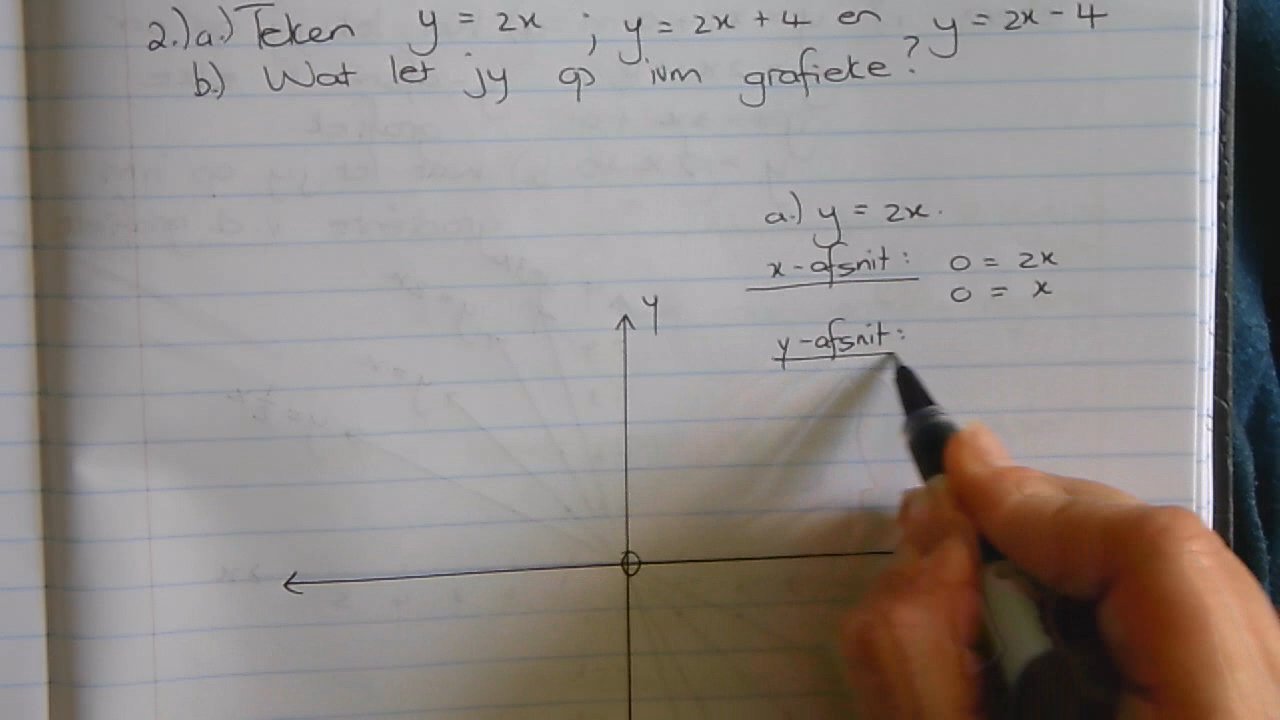 2.) a.) Teken y = 2x ; y = 2x + 4 en y = 2x - 4
b.) Wat let jy op ivm grafieke?
a.) y = 2x.
x-afsnit: 0 = 2x
0 = x
y-afsnit:
y